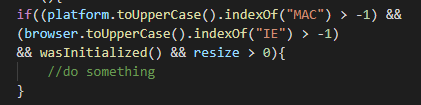 (){
if((platform.toUpperCase().indexOf("MAC") > -1) &&
(browser.toUpperCase().indexOf("IE") > -1)
&& wasInitialized() && resize > 0){
//do something
}